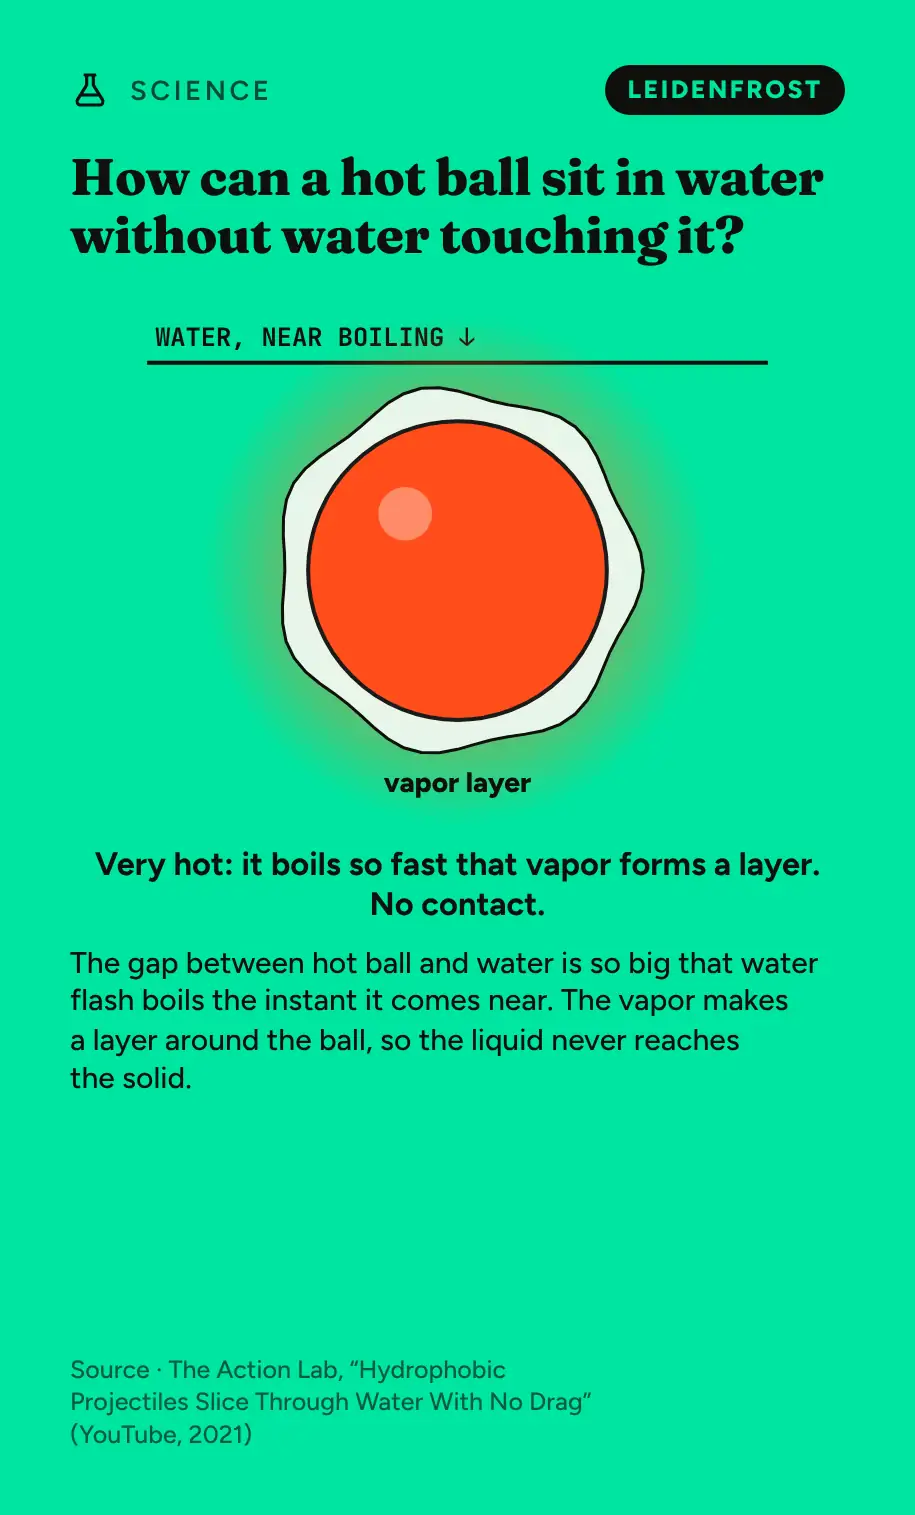 SCIENCE
LEIDENFROST
How can a hot ball sit in water
without water touching it?
WATER, NEAR BOILING ↓
vapor layer
Very hot: it boils so fast that vapor forms a layer.
No contact.
The gap between hot ball and water is so big that water
flash boils the instant it comes near. The vapor makes
a layer around the ball, so the liquid never reaches
the solid.
Source · The Action Lab, “Hydrophobic
Projectiles Slice Through Water With No Drag”
(YouTube, 2021)